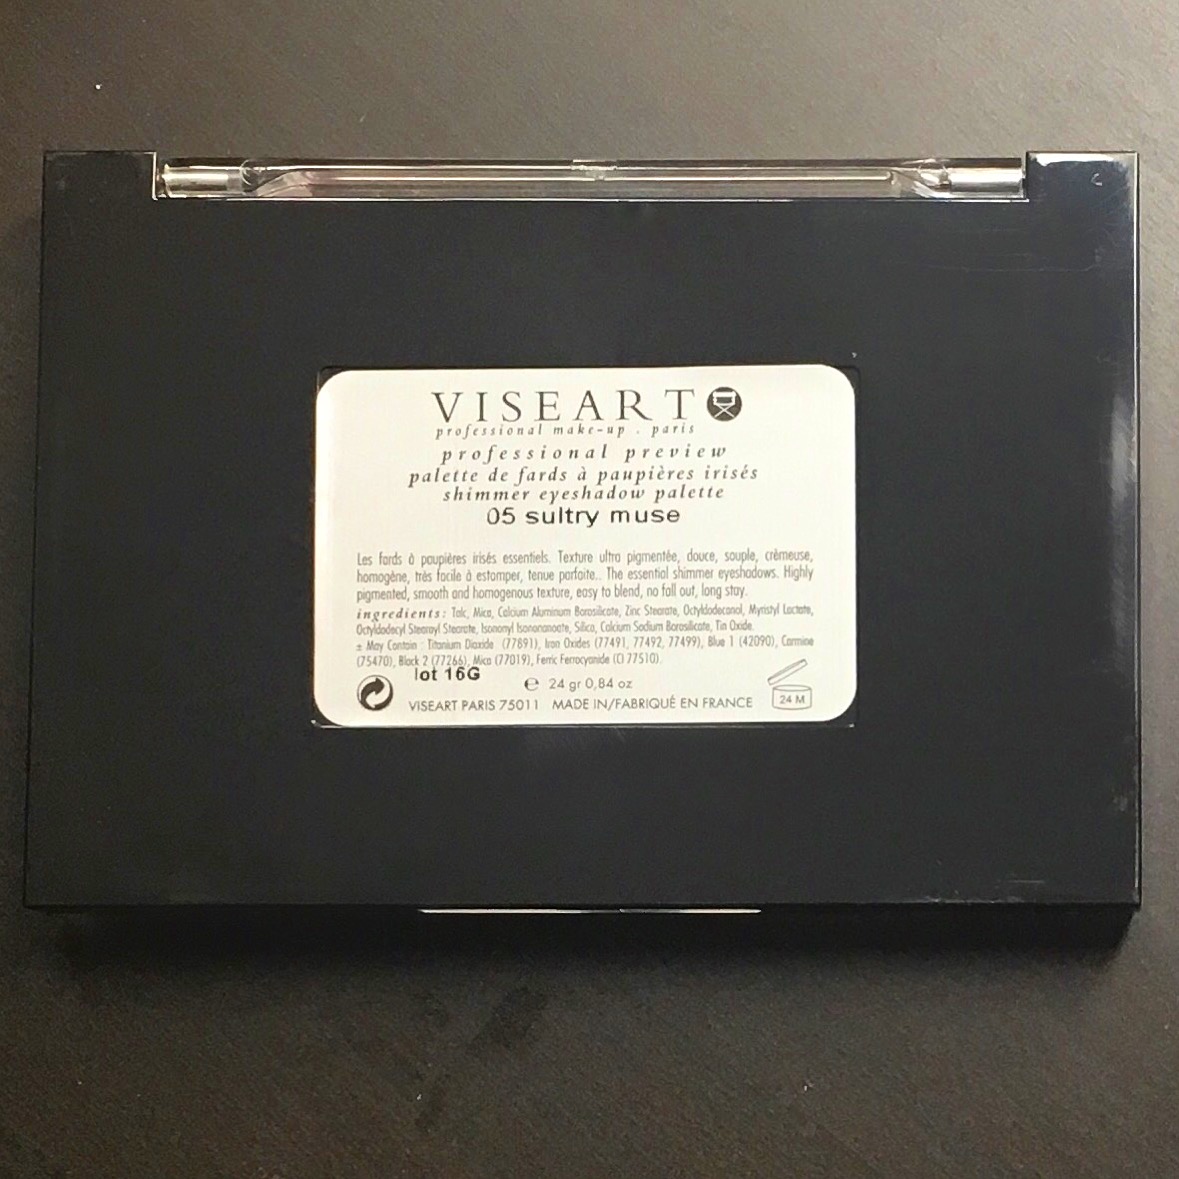 VISEART
professional make-up . paris
professional preview
palette de fards à paupières irisés
shimmer eyeshadow palette
05 sultry muse
Les fards à paupières irisés essentiels. Texture ultra pigmentée, douce, souple, crèmeuse,
homogène, très facile à estomper, tenue parfaite.. The essential shimmer eyeshadows. Highly
pigmented, smooth and homogenous texture, easy to blend, no fall out, long stay.
ingredients: Talc, Mica, Calcium Aluminum Borosilicate, Zinc Stearate, Octyldodecanol, Myristyl Lactate,
Octyldodecyl Stearoyl Stearate, Isononyl Isononanoate, Silica, Calcium Sodium Borosilicate, Tin Oxide.
± May Contain : Titanium Dioxide (77891), Iron Oxides (77491, 77492, 77499), Blue 1 (42090), Carmine
(75470), Black 2 (77266), Mica (77019), Ferric Ferrocyanide (CI 77510).
lot 16G
e 24 gr 0,84 oz
VISEART PARIS 75011 MADE IN/FABRIQUÉ EN FRANCE
24 M